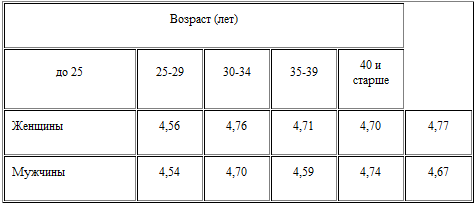 Возраст (лет)
до 25 25-29 30-34 35-39 40 и
старше
Женщины 4,56 4,76 4,71 4,70 4,77
Мужчины 4,54 4,70 4,59 4,74 4,67